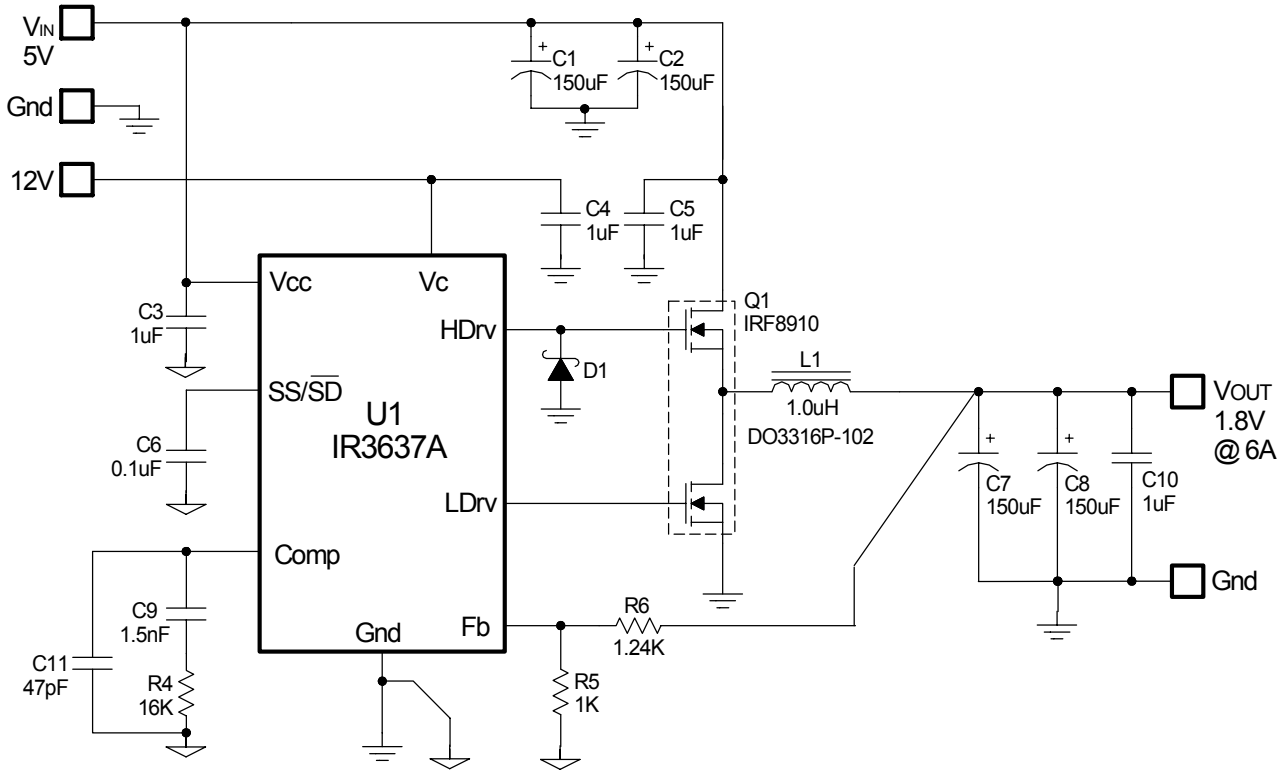 VIN
5V
Gnd
12V
+
C1
150uF
+
C2
150uF
C4
1uF
C5
1uF
C3
1uF
Vcc
Vc
HDrv
SS/SD
U1
IR3637A
LDrv
Comp
Gnd
Fb
C6
0.1uF
C9
1.5nF
C11
47pF
R4
16K
D1
Q1
IRF8910
L1
1.0uH
DO3316P-102
R6
1.24K
R5
1K
+
C7
150uF
+
C8
150uF
C10
1uF
VOUT
1.8V
@ 6A
Gnd